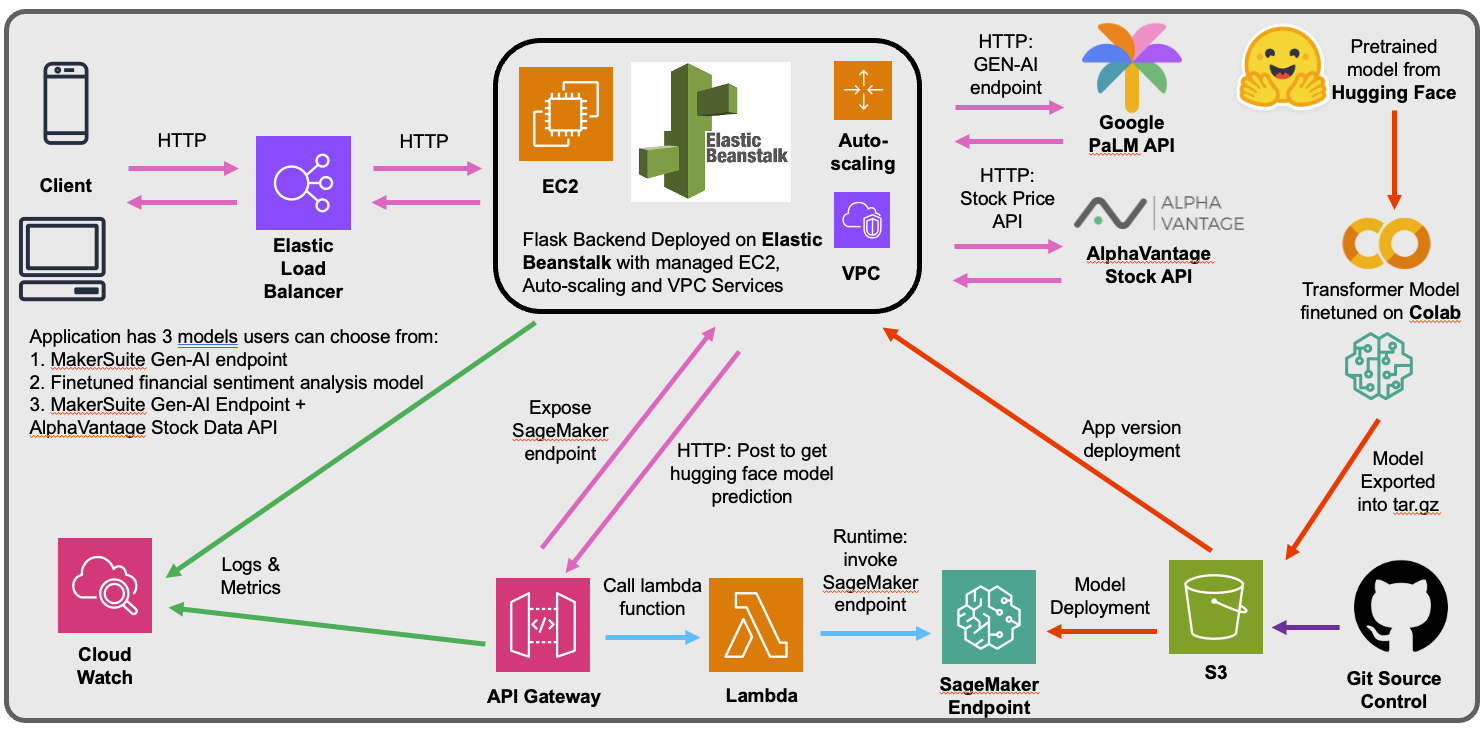 Client
HTTP
Elastic
Load
Balancer
HTTP
EC2
Elastic
Beanstalk
Auto-
scaling
VPC
Flask Backend Deployed on Elastic
Beanstalk with managed EC2,
Auto-scaling and VPC Services
HTTP:
GEN-AI
endpoint
Google
PaLM API
HTTP:
Stock Price
API
ALPHA
VANTAGE
AlphaVantage
Stock API
Pretrained
model from
Hugging Face
Transformer Model
finetuned on Colab
Application has 3 models users can choose from:
1. MakerSuite Gen-AI endpoint
2. Finetuned financial sentiment analysis model
3. MakerSuite Gen-AI Endpoint +
AlphaVantage Stock Data API
Expose
SageMaker
endpoint
HTTP: Post to get
hugging face model
prediction
App version
deployment
Model
Exported
into tar.gz
Logs &
Metrics
Cloud
Watch
</>
API Gateway
Call lambda
function
Lambda
Runtime:
invoke
SageMaker
endpoint
SageMaker
Endpoint
Model
Deployment
S3
Git Source
Control